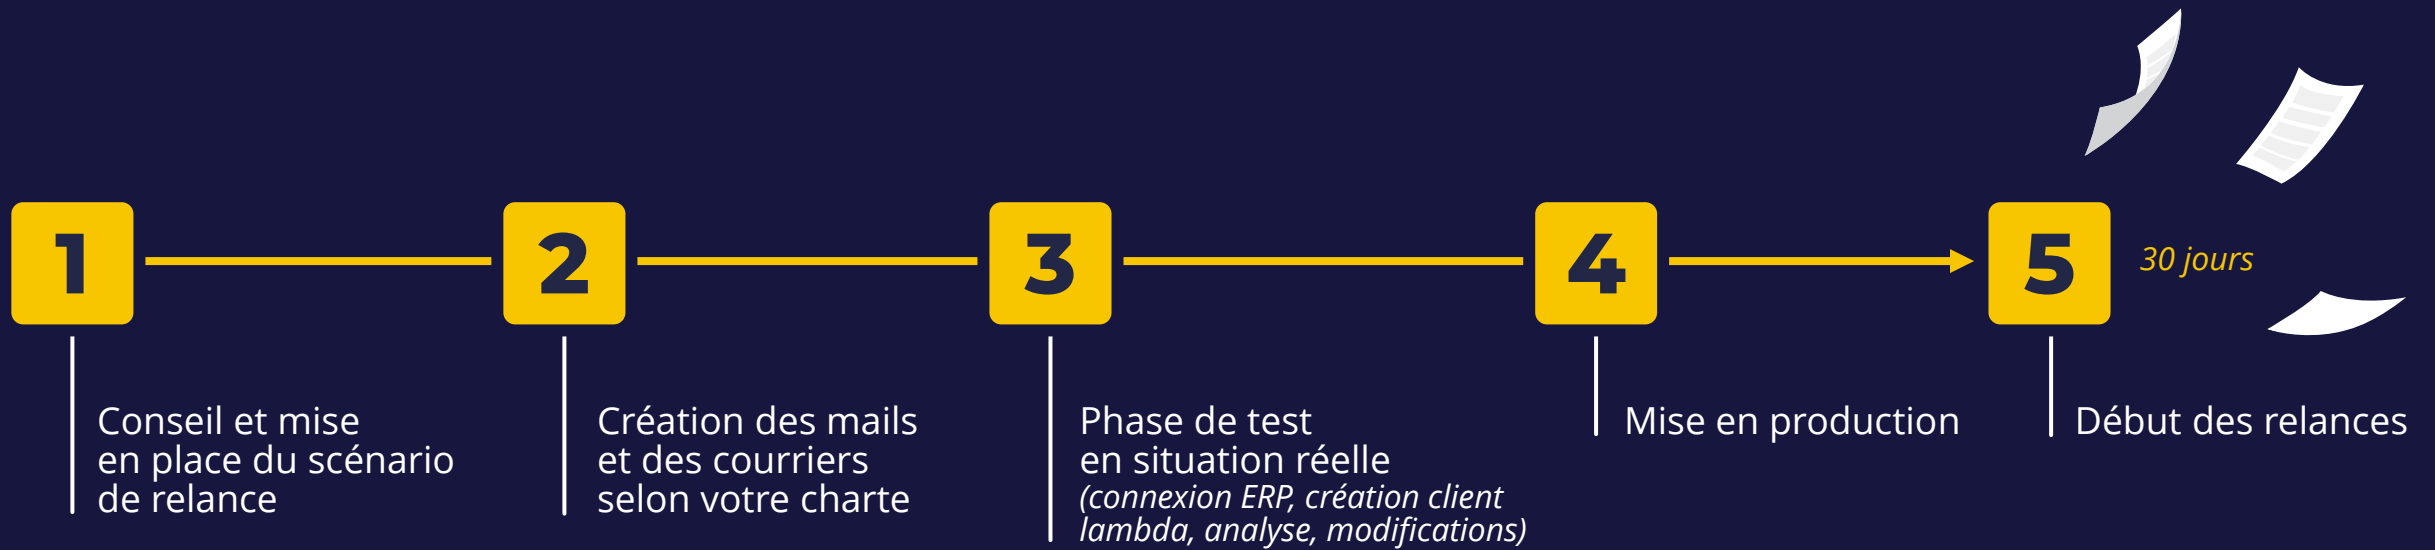 1
2
3
4
5
30 jours
Conseil et mise
en place du scénario
de relance
Création des mails
et des courriers
selon votre charte
Phase de test
en situation réelle
(connexion ERP, création client
lambda, analyse, modifications)
Mise en production
Début des relances